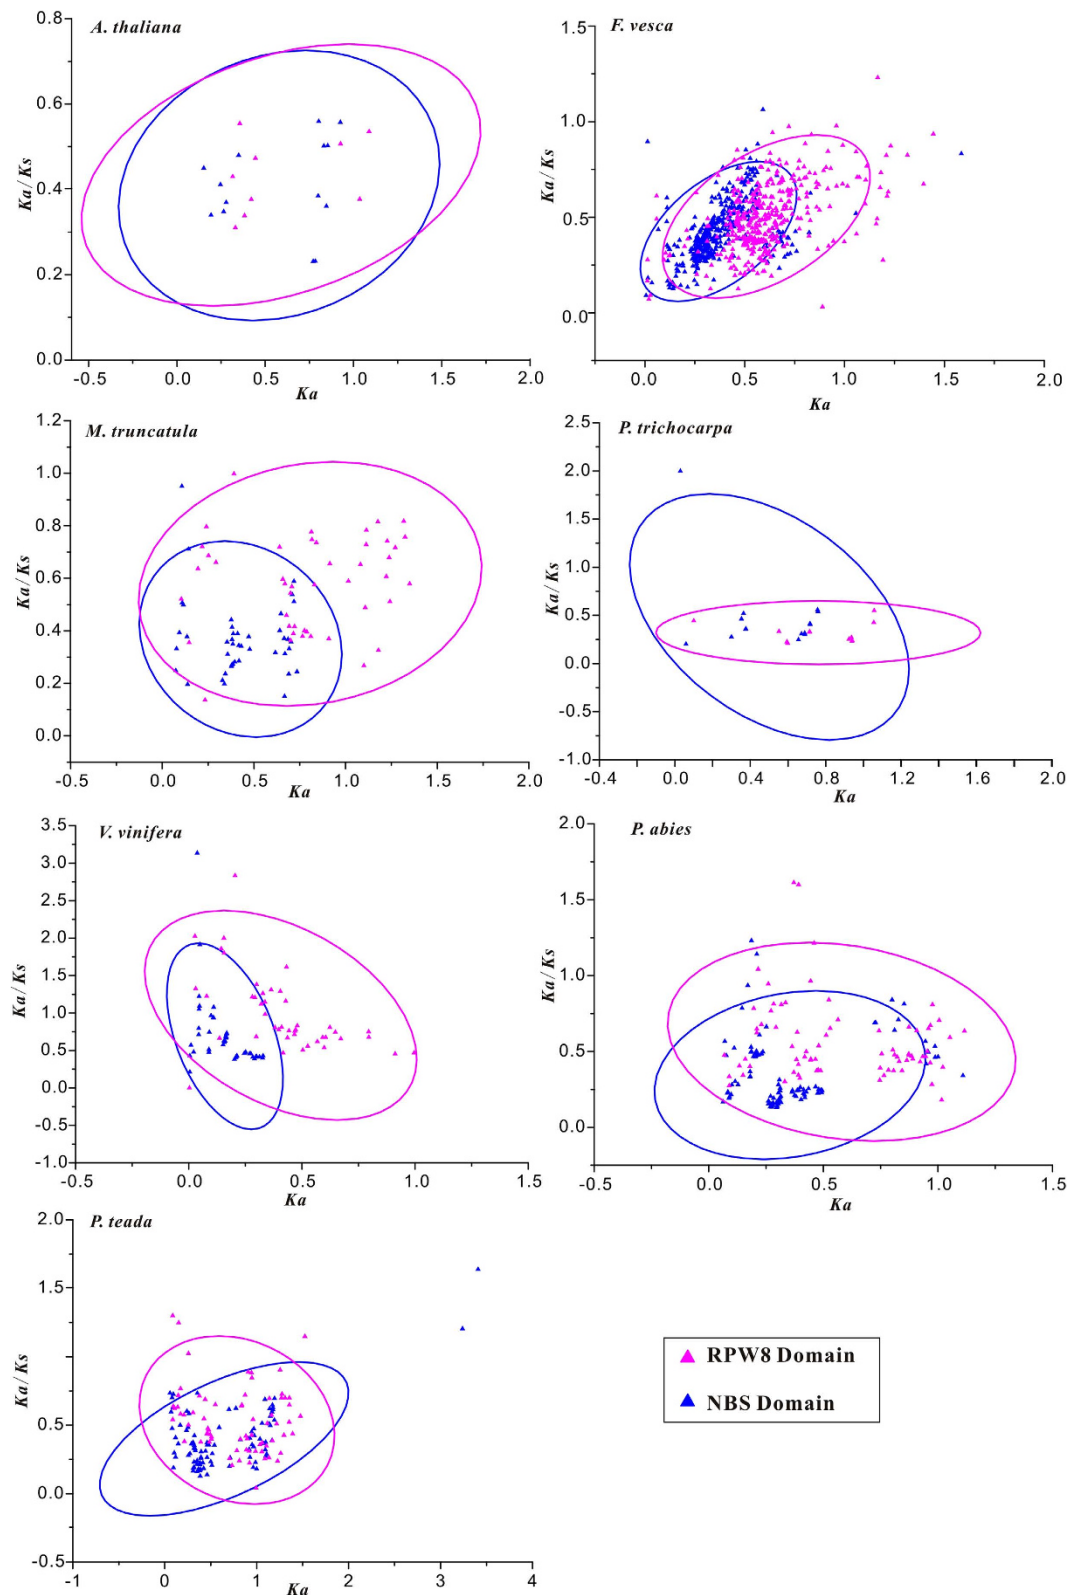 A. thaliana
0.8
0.6
0.4
0.2
0.0
Ka/Ks
-0.5 0.0 0.5 1.0 1.5 2.0
Ka
F. vesca
1.5
1.0
0.5
0.0
Ka/Ks
0.0 0.5 1.0 1.5 2.0
Ka
M. truncatula
1.2
1.0
0.8
0.6
0.4
0.2
0.0
Ka/Ks
-0.5 0.0 0.5 1.0 1.5 2.0
Ka
P. trichocarpa
2.5
2.0
1.5
1.0
0.5
0.0
-0.5
-1.0
Ka/Ks
-0.4 0.0 0.4 0.8 1.2 1.6 2.0
Ka
V. vinifera
3.5
3.0
2.5
2.0
1.5
1.0
0.5
0.0
-0.5
-1.0
Ka/Ks
-0.5 0.0 0.5 1.0 1.5
Ka
P. abies
2.0
1.5
1.0
0.5
0.0
Ka/Ks
-0.5 0.0 0.5 1.0 1.5
Ka
P. teada
2.0
1.5
1.0
0.5
0.0
-0.5
Ka/Ks
-1 0 1 2 3 4
Ka
RPW8 Domain
NBS Domain